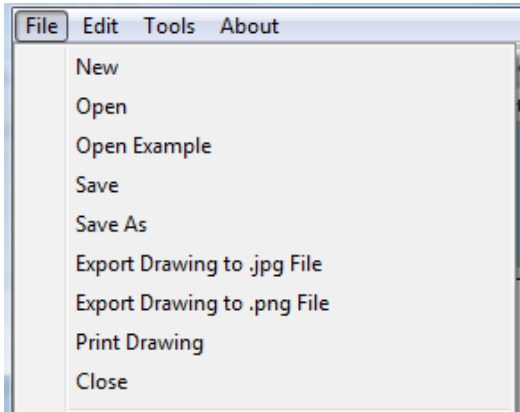 File Edit Tools About
New
Open
Open Example
Save
Save As
Export Drawing to .jpg File
Export Drawing to .png File
Print Drawing
Close